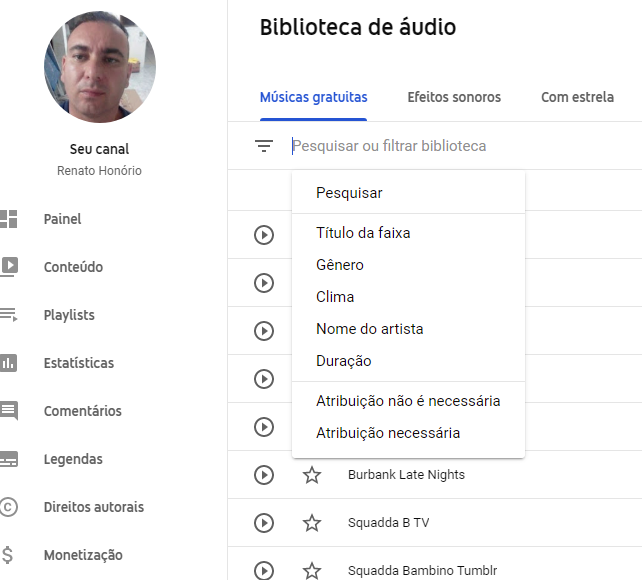 Biblioteca de áudio
Seu canal
Renato Honório
Painel
Conteúdo
Playlists
Estatísticas
Comentários
Legendas
Direitos autorais
Monetização
Músicas gratuitas
Efeitos sonoros
Com estrela
Pesquisar ou filtrar biblioteca
Pesquisar
Título da faixa
Gênero
Clima
Nome do artista
Duração
Atribuição não é necessária
Atribuição necessária
Burbank Late Nights
Squadda B TV
Squadda Bambino Tumblr